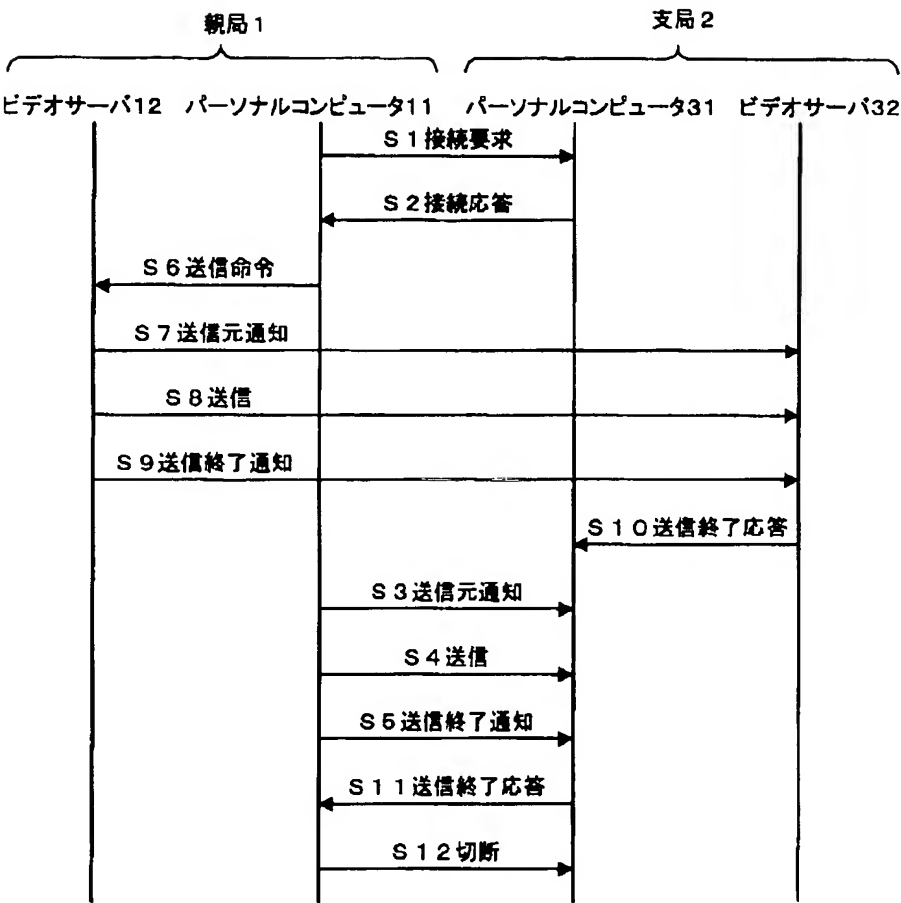 親局1 支局2
ビデオサーバ12 パーソナルコンピュータ11 パーソナルコンピュータ31 ビデオサーバ32
S1接続要求
S2接続応答
S6送信命令
S7送信元通知
S8送信
S9送信終了通知
S10送信終了応答
S3送信元通知
S4送信
S5送信終了通知
S11送信終了応答
S12切断